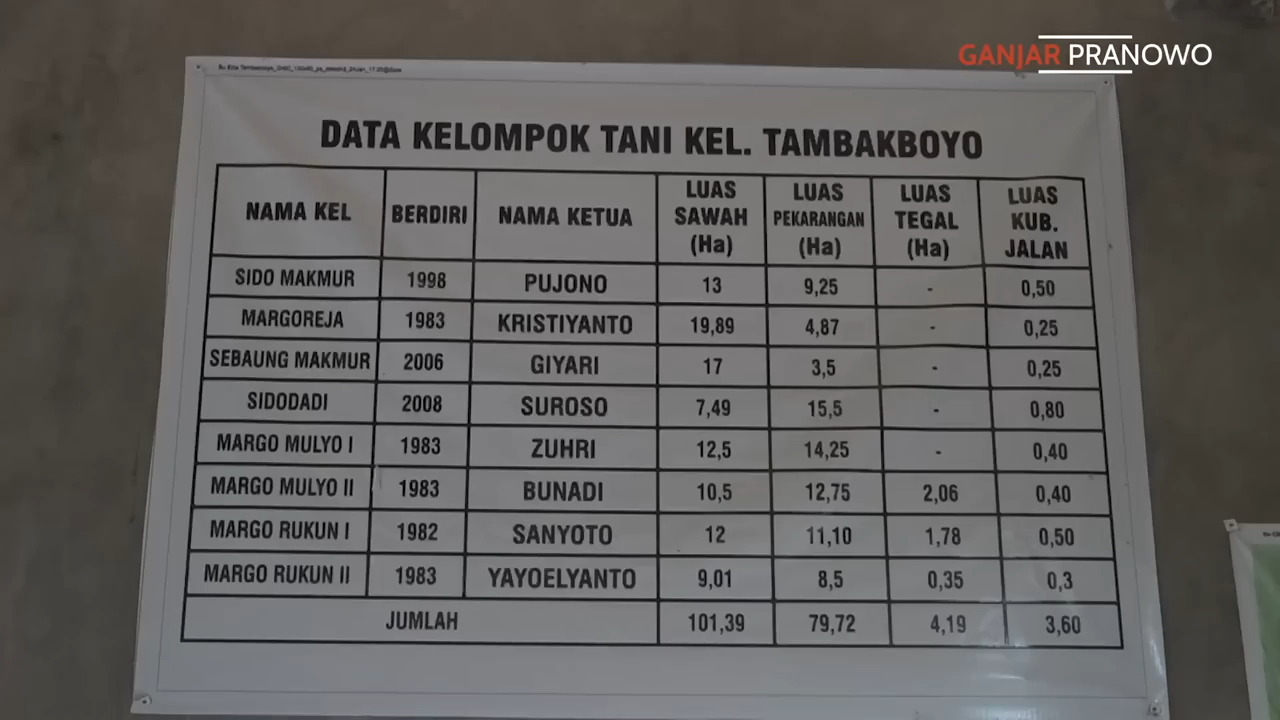 GANJAR PRANOWO
DATA KELOMPOK TANI KEL. TAMBAKBOYO
NAMA KEL BERDIRI NAMA KETUA LUAS SAWAH (Ha) LUAS PEKARANGAN (Ha) LUAS TEGAL (Ha) LUAS KUB. JALAN
SIDO MAKMUR 1998 PUJONO 13 9,25 - 0,50
MARGOREJA 1983 KRISTIYANTO 19,89 4,87 - 0,25
SEBAUNG MAKMUR 2006 GIYARI 17 3,5 - 0,25
SIDODADI 2008 SUROSO 7,49 15,5 - 0,80
MARGO MULYO I 1983 ZUHRI 12,5 14,25 - 0,40
MARGO MULYO II 1983 BUNADI 10,5 12,75 2,06 0,40
MARGO RUKUN I 1982 SANYOTO 12 11,10 1,78 0,50
MARGO RUKUN II 1983 YAYOELYANTO 9,01 8,5 0,35 0,3
JUMLAH 101,39 79,72 4,19 3,60